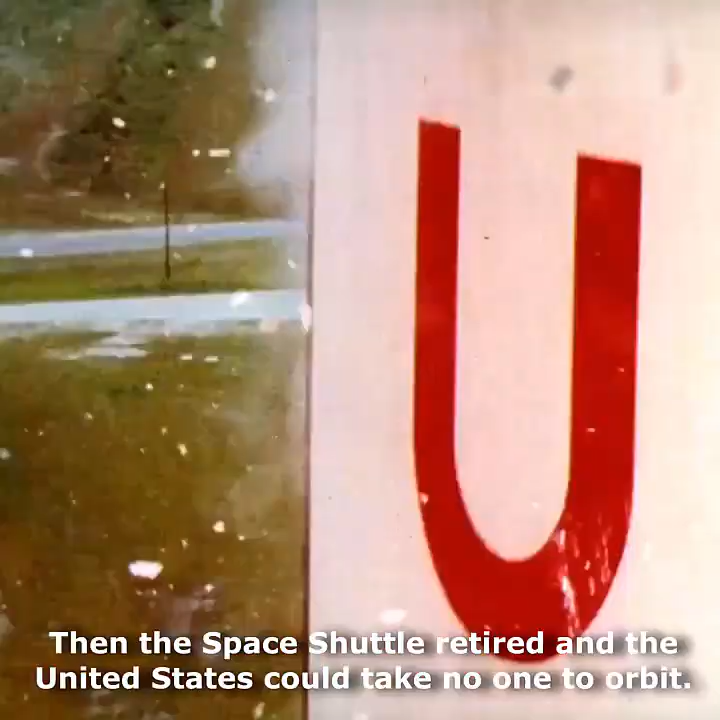 U
Then the Space Shuttle retired and the
United States could take no one to orbit.